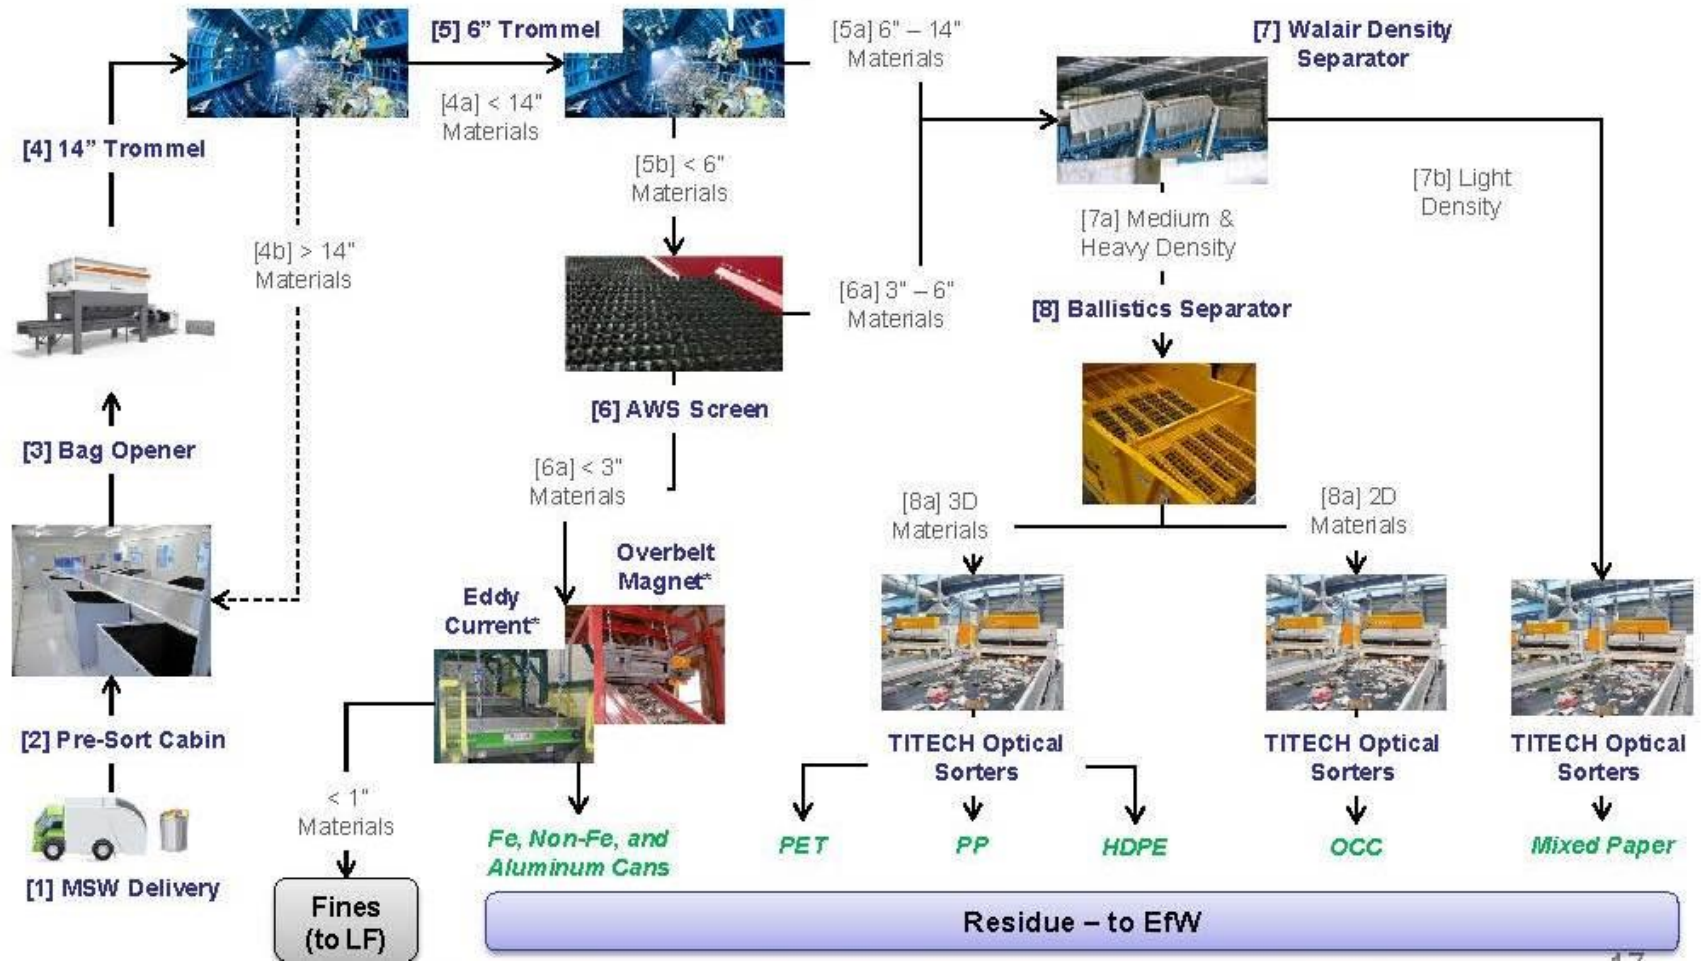 [5] 6” Trommel
[5a] 6" – 14"
Materials
[7] Walair Density
Separator
[4a] < 14"
Materials
[4] 14” Trommel
[5b] < 6"
Materials
[7b] Light
Density
[7a] Medium &
Heavy Density
[4b] > 14"
Materials
[6a] 3" – 6"
Materials
[8] Ballistics Separator
[6] AWS Screen
[3] Bag Opener
[6a] < 3"
Materials
[8a] 3D
Materials
[8a] 2D
Materials
Overbelt
Magnet*
Eddy
Current*
[2] Pre-Sort Cabin
TITECH Optical
Sorters
TITECH Optical
Sorters
TITECH Optical
Sorters
< 1"
Materials
Fe, Non-Fe, and
Aluminum Cans
PET
PP
HDPE
OCC
Mixed Paper
[1] MSW Delivery
Fines
(to LF)
Residue – to EfW
17